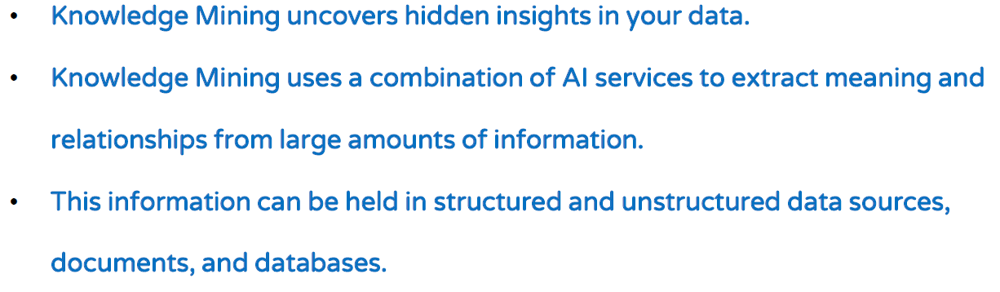 • Knowledge Mining uncovers hidden insights in your data.
• Knowledge Mining uses a combination of AI services to extract meaning and
relationships from large amounts of information.
• This information can be held in structured and unstructured data sources,
documents, and databases.